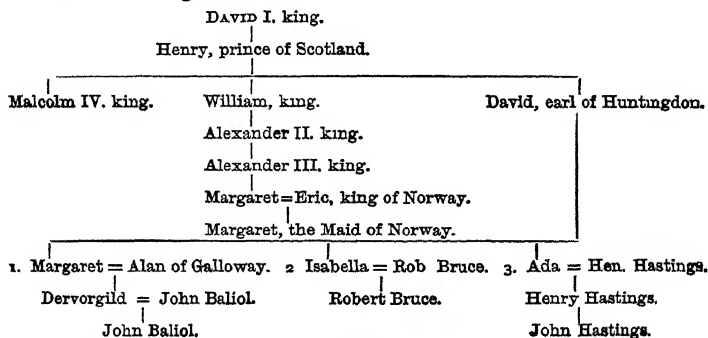 DAVID I. king.
Henry, prince of Scotland.
Malcolm IV. king. William, king. David, earl of Huntingdon.
Alexander II. king.
Alexander III. king.
Margaret=Eric, king of Norway.
Margaret, the Maid of Norway.
1. Margaret = Alan of Galloway. 2 Isabella = Rob Bruce. 3. Ada = Hen. Hastings.
Dervorgild = John Baliol. Robert Bruce. Henry Hastings.
John Baliol. John Hastings.